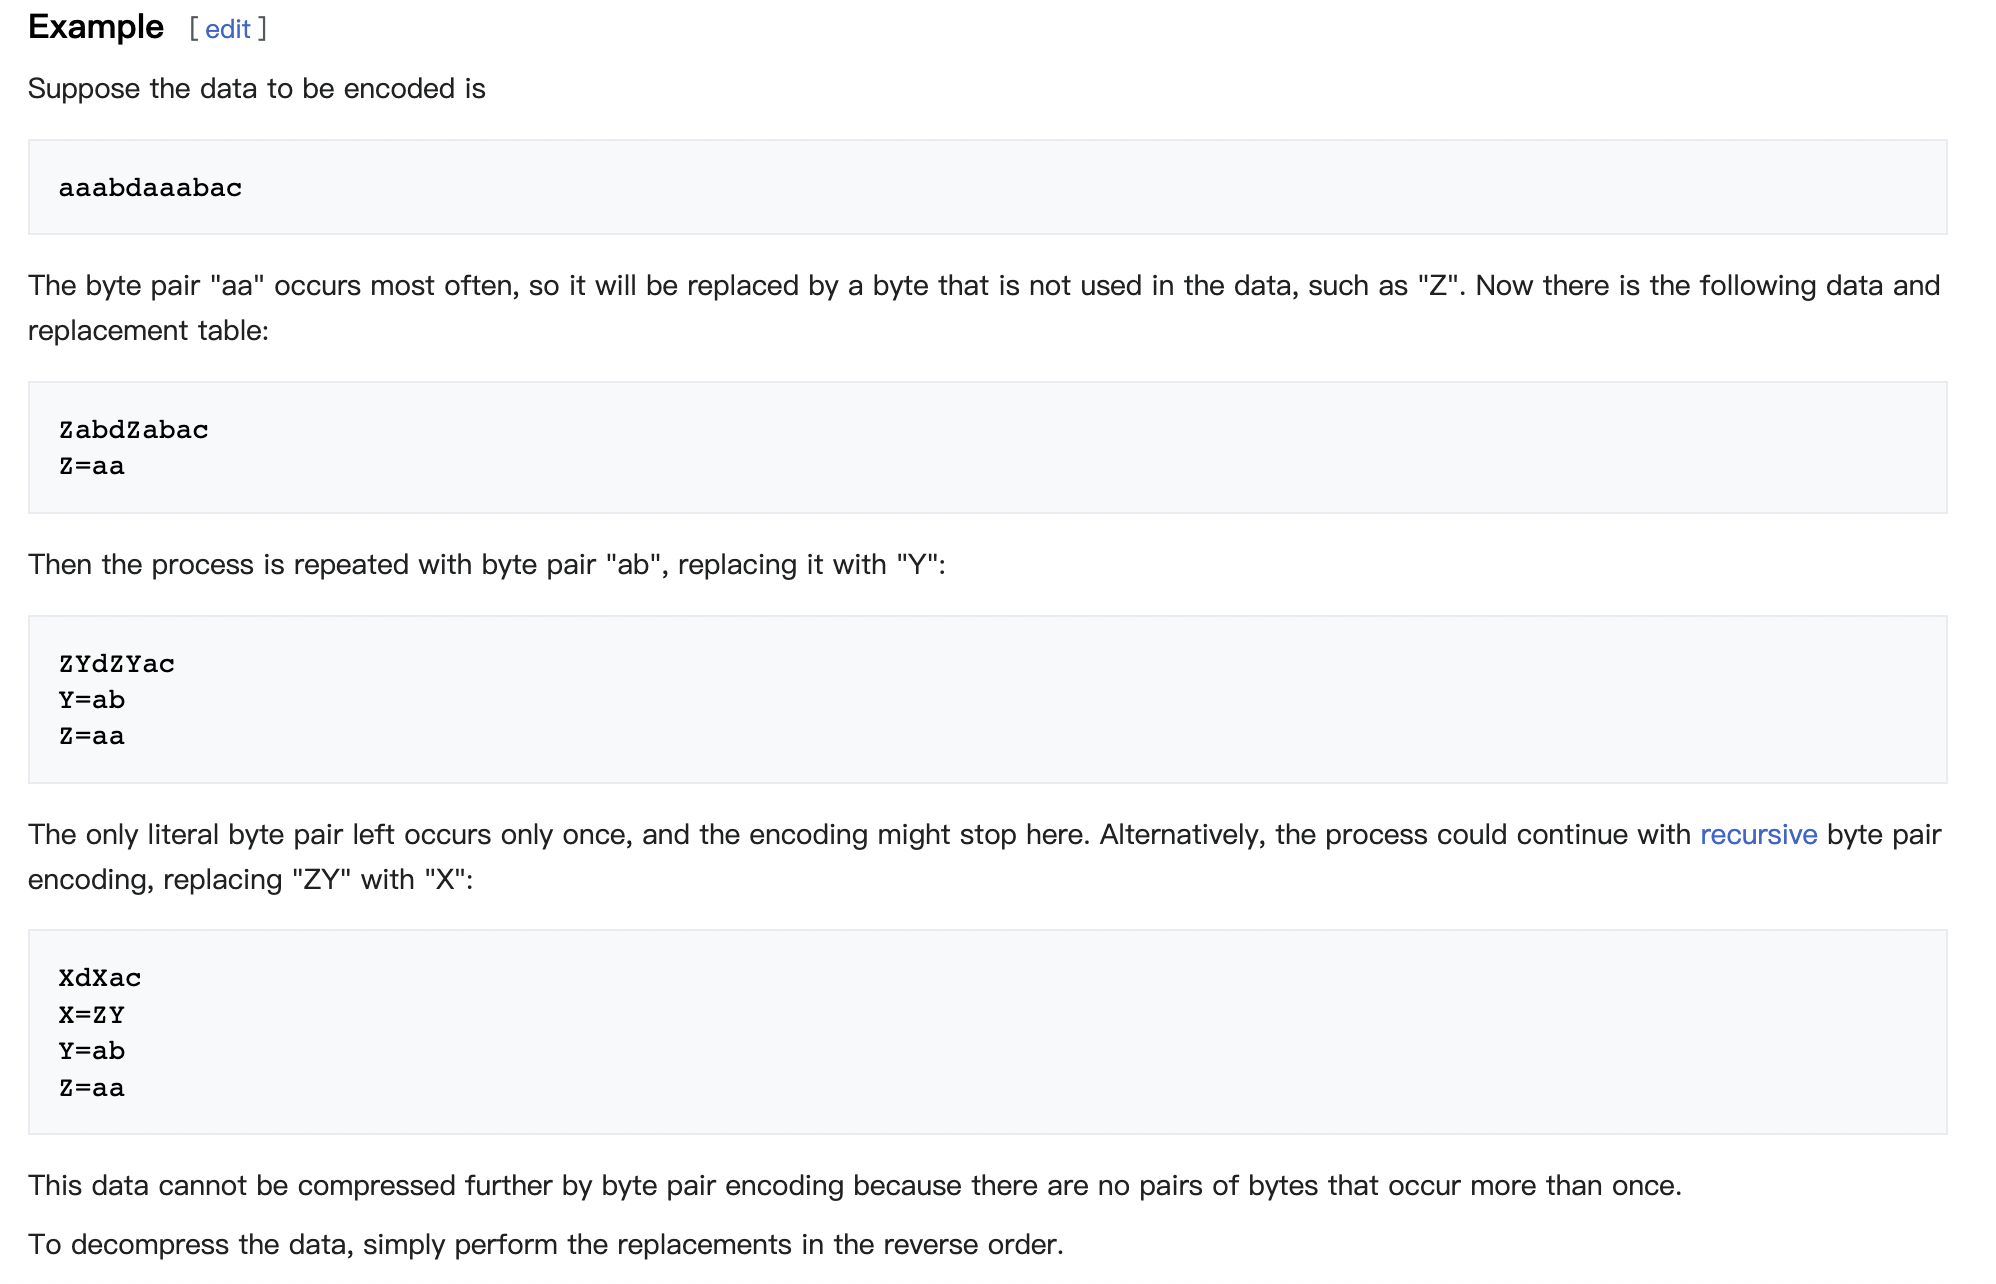 Example [ edit ]
Suppose the data to be encoded is
aaabdaaabac
The byte pair "aa" occurs most often, so it will be replaced by a byte that is not used in the data, such as "Z". Now there is the following data and
replacement table:
ZabdZabac
Z=aa
Then the process is repeated with byte pair "ab", replacing it with "Y":
ZYdZYac
Y=ab
Z=aa
The only literal byte pair left occurs only once, and the encoding might stop here. Alternatively, the process could continue with recursive byte pair
encoding, replacing "ZY" with "X":
XdXac
X=ZY
Y=ab
Z=aa
This data cannot be compressed further by byte pair encoding because there are no pairs of bytes that occur more than once.
To decompress the data, simply perform the replacements in the reverse order.